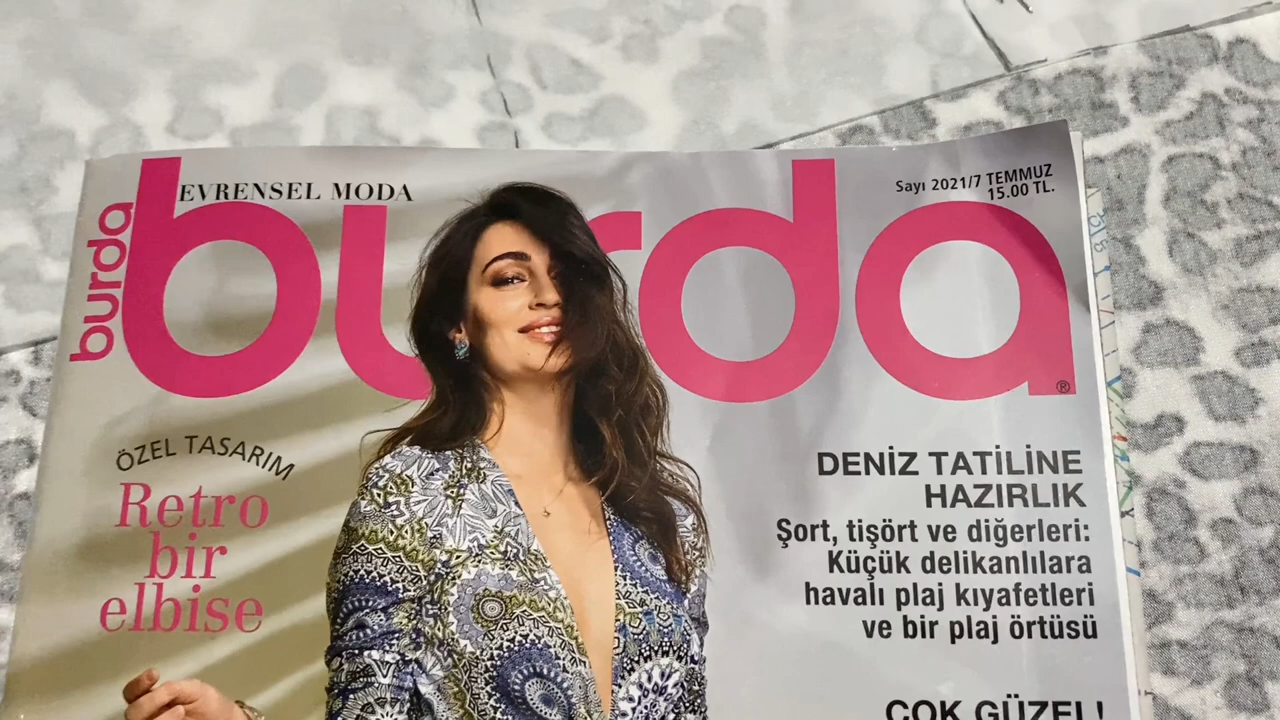 EVRENSEL MODA
Sayı 2021/7 TEMMUZ
15.00 TL.
burda
burda
®
ÖZEL TASARIM
Retro
bir
elbise
DENİZ TATİLİNE
HAZIRLIK
Şort, tişört ve diğerleri:
Küçük delikanlılara
havalı plaj kıyafetleri
ve bir plaj örtüsü
ÇOK GÜZEL!